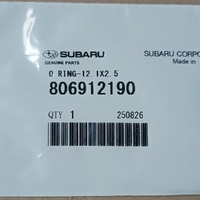 SUBARU
GENUINE PARTS
SUBARU CORPO
Made in
O RING-12.1X2.5
806912190
QTY 1 250826